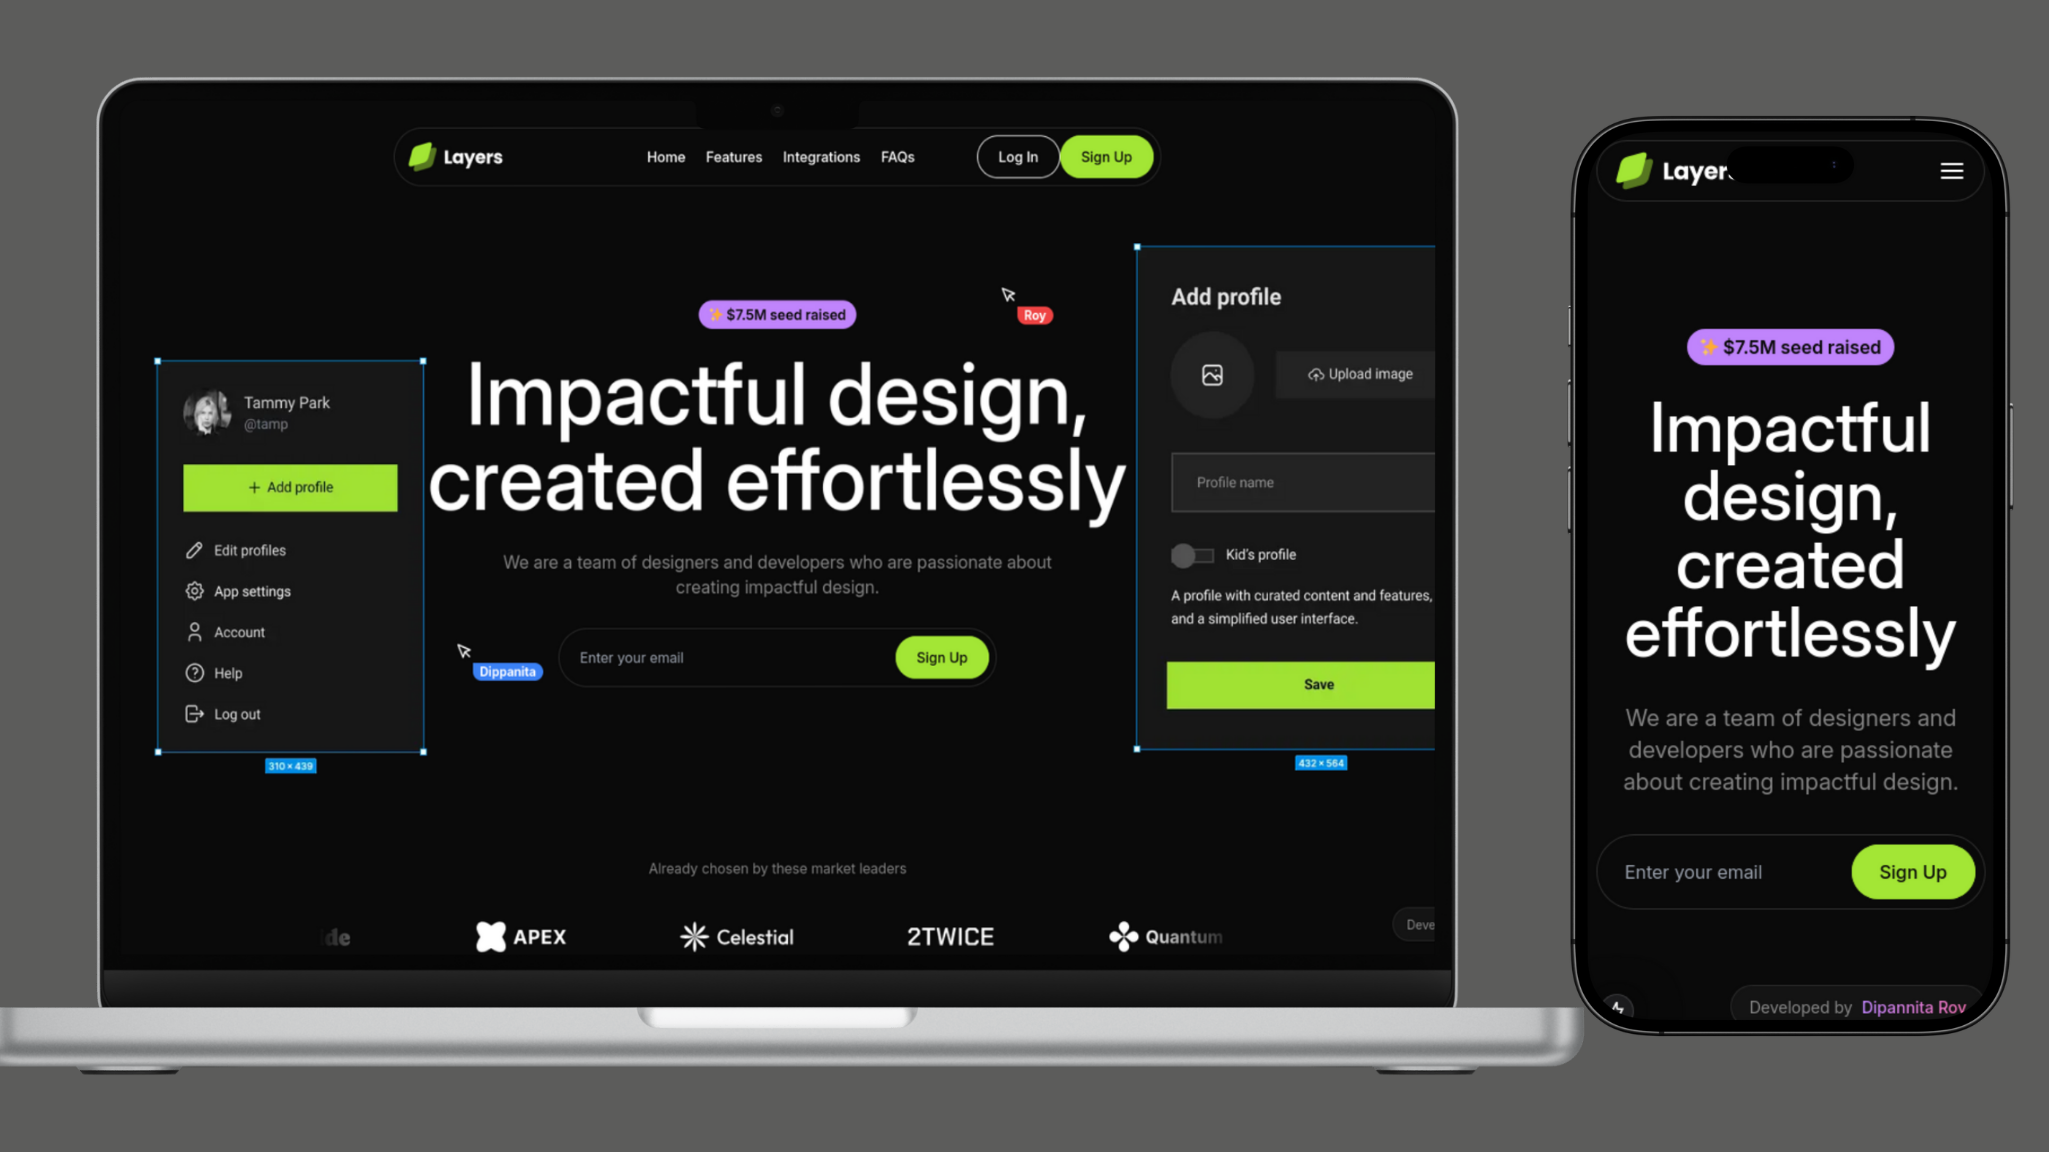 Layers
Home
Features
Integrations
FAQs
Log In
Sign Up
$7.5M seed raised
Roy
Impactful design,
created effortlessly
We are a team of designers and developers who are passionate about
creating impactful design.
Enter your email
Sign Up
Dippanita
Tammy Park
@tamp
+ Add profile
Edit profiles
App settings
Account
Help
Log out
310 × 439
Add profile
Upload image
Profile name
Kid's profile
A profile with curated content and features,
and a simplified user interface.
Save
432 × 564
Already chosen by these market leaders
de
APEX
Celestial
2TWICE
Quantum
Deve
Layers
$7.5M seed raised
Impactful
design,
created
effortlessly
We are a team of designers and
developers who are passionate
about creating impactful design.
Enter your email
Sign Up
Developed by Dipannita Roy